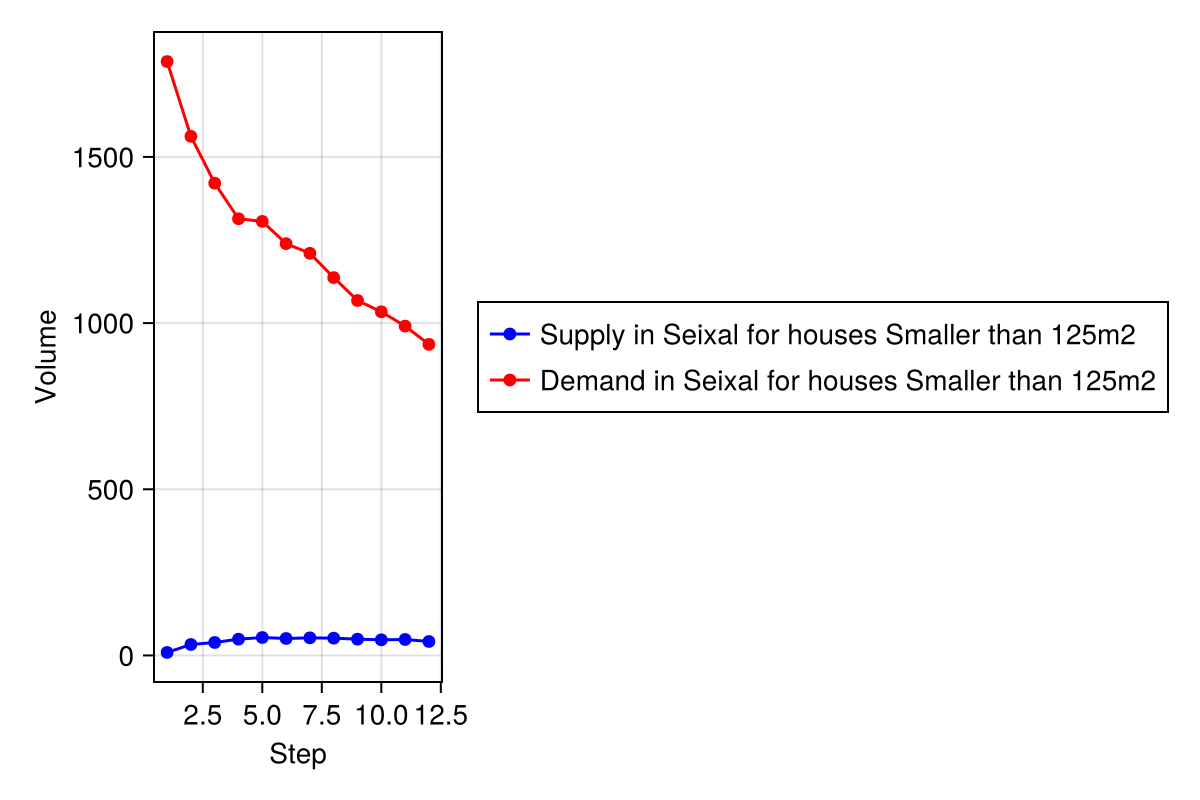 1500
1000
500
0
Volume
2.5 5.0 7.5 10.0 12.5
Step
Supply in Seixal for houses Smaller than 125m2
Demand in Seixal for houses Smaller than 125m2